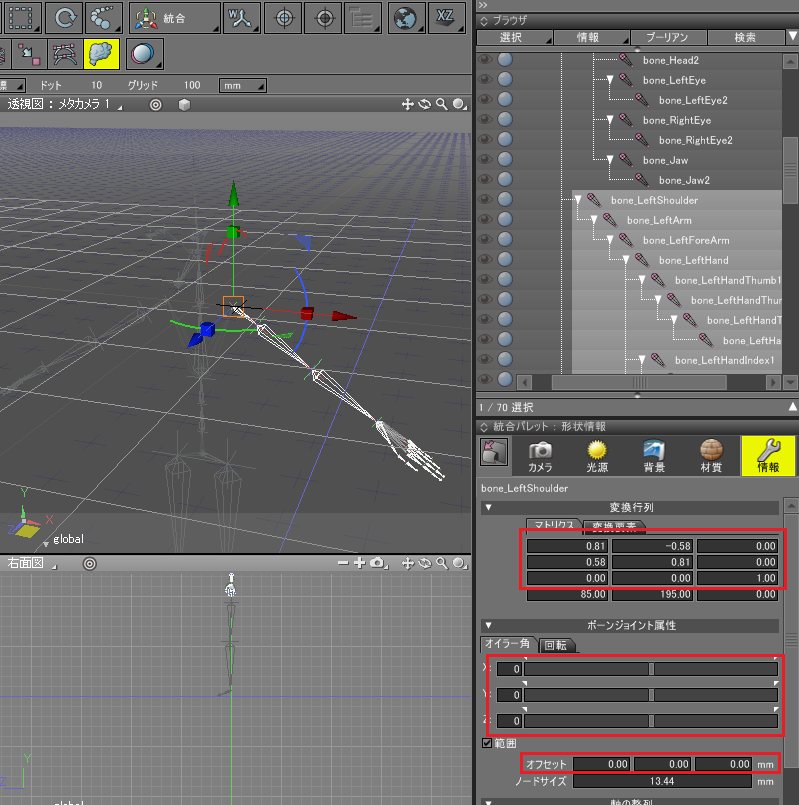 統合
XZ
ドット 10 グリッド 100 mm
透視図 : メタカメラ 1
Y
X
Z
global
右面図
Y
Z
global
ブラウザ
選択 情報 ブーリアン 検索
bone_Head2
bone_LeftEye
bone_LeftEye2
bone_RightEye
bone_RightEye2
bone_Jaw
bone_Jaw2
bone_LeftShoulder
bone_LeftArm
bone_LeftForeArm
bone_LeftHand
bone_LeftHandThumb1
bone_LeftHandThur
bone_LeftHandT
bone_LeftHa
bone_LeftHandIndex1
1 / 70 選択
統合パレット : 形状情報
カメラ 光源 背景 材質 情報
bone_LeftShoulder
変換行列
マトリクス 変換要素
0.81 -0.58 0.00
0.58 0.81 0.00
0.00 0.00 1.00
85.00 195.00 0.00
ボーンジョイント属性
オイラー角 回転
X: 0
Y: 0
Z: 0
範囲
オフセット 0.00 0.00 0.00 mm
ノードサイズ 13.44 mm
軸の整列